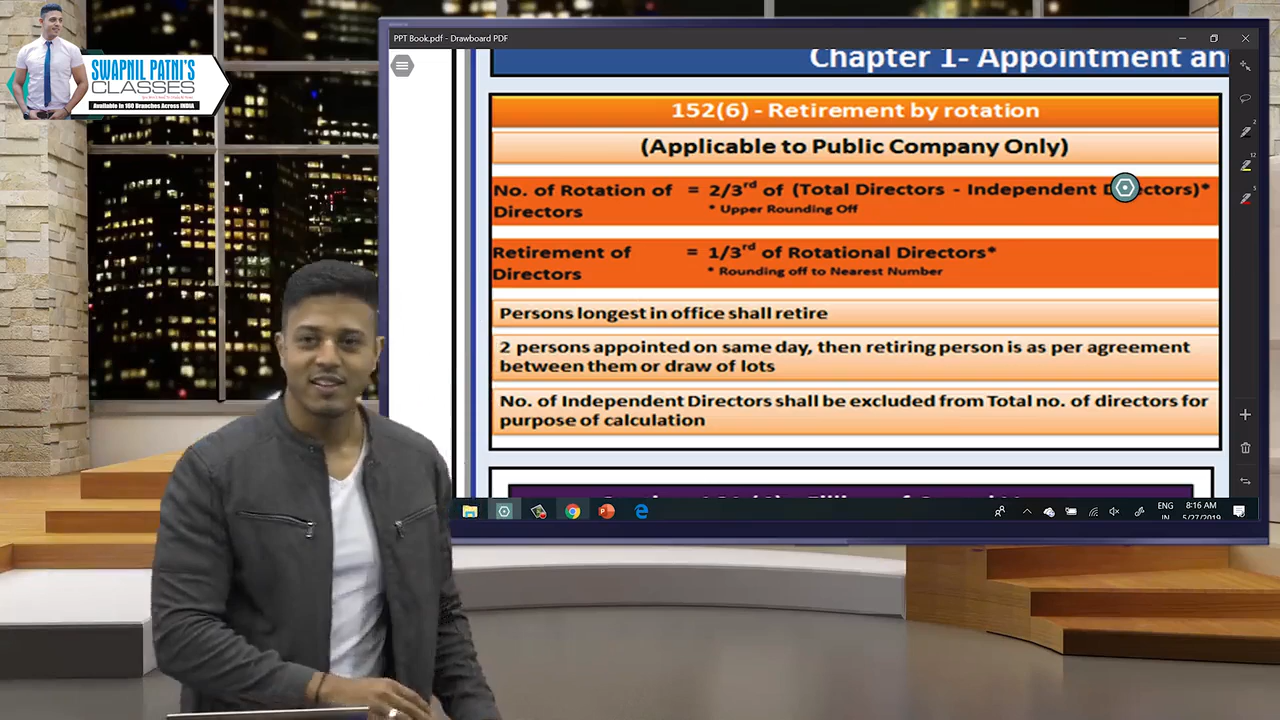 SWAPNIL PATNI'S
CLASSES
Available in 160 Branches Across INDIA
PPT Book.pdf - Drawboard PDF
Chapter 1- Appointment an
152(6) - Retirement by rotation
(Applicable to Public Company Only)
No. of Rotation of = 2/3rd of (Total Directors - Independent D ectors)*
Directors * Upper Rounding Off
Retirement of = 1/3rd of Rotational Directors*
Directors * Rounding off to Nearest Number
Persons longest in office shall retire
2 persons appointed on same day, then retiring person is as per agreement
between them or draw of lots
No. of Independent Directors shall be excluded from Total no. of directors for
purpose of calculation
ENG 8:16 AM
IN 5/27/2019